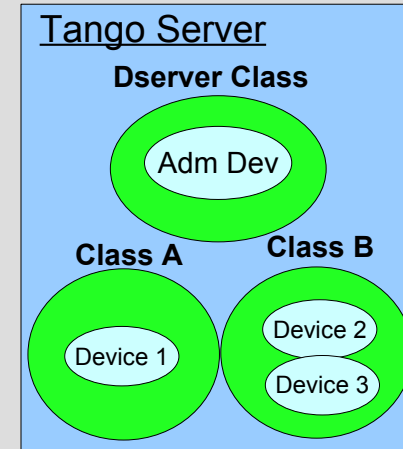 Tango Server
Dserver Class
Adm Dev
Class A
Class B
Device 1
Device 2
Device 3